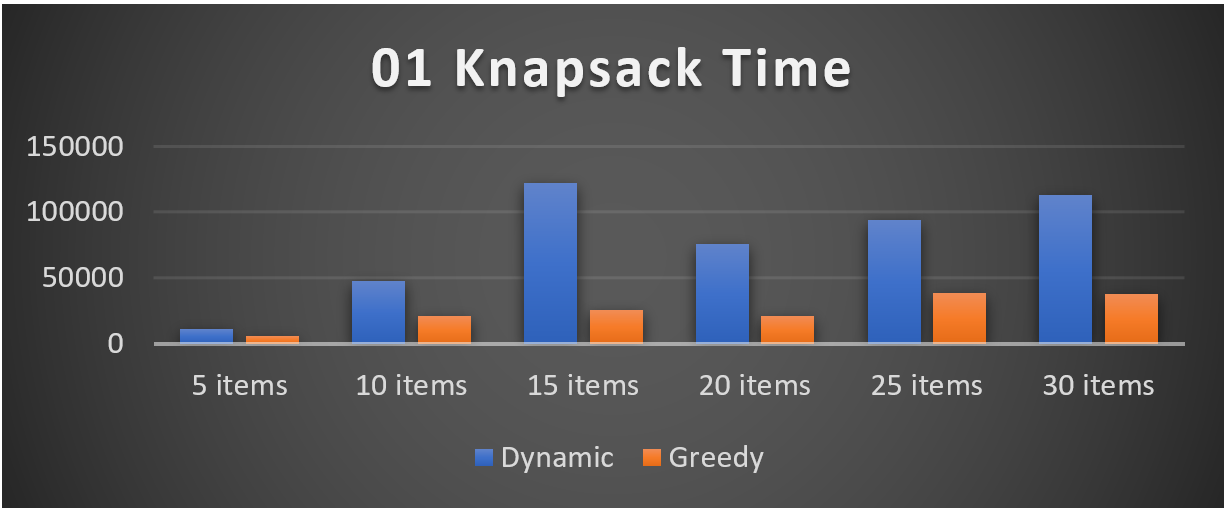 01 Knapsack Time
150000
100000
50000
0
5 items 10 items 15 items 20 items 25 items 30 items
Dynamic Greedy